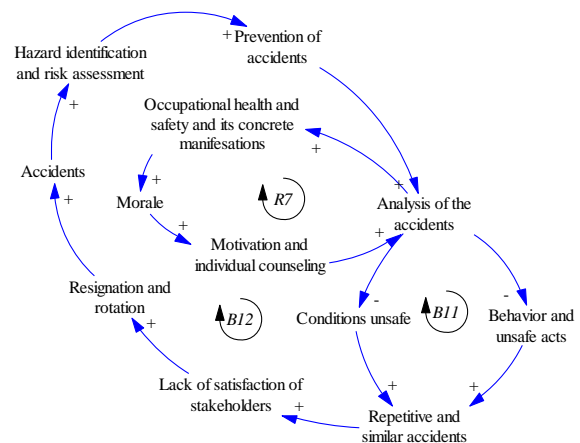 Prevention of
accidents
+
Hazard identification
and risk assessment
+
Occupational health and
safety and its concrete
manifesations
+
Accidents
+
Morale
+
+
R7
+
Analysis of the
accidents
+
Motivation and
individual counseling
Resignation and
rotation
+
B12
-
Conditions unsafe
B11
-
Behavior and
unsafe acts
Lack of satisfaction of
stakeholders
+
+
+
Repetitive and
similar accidents